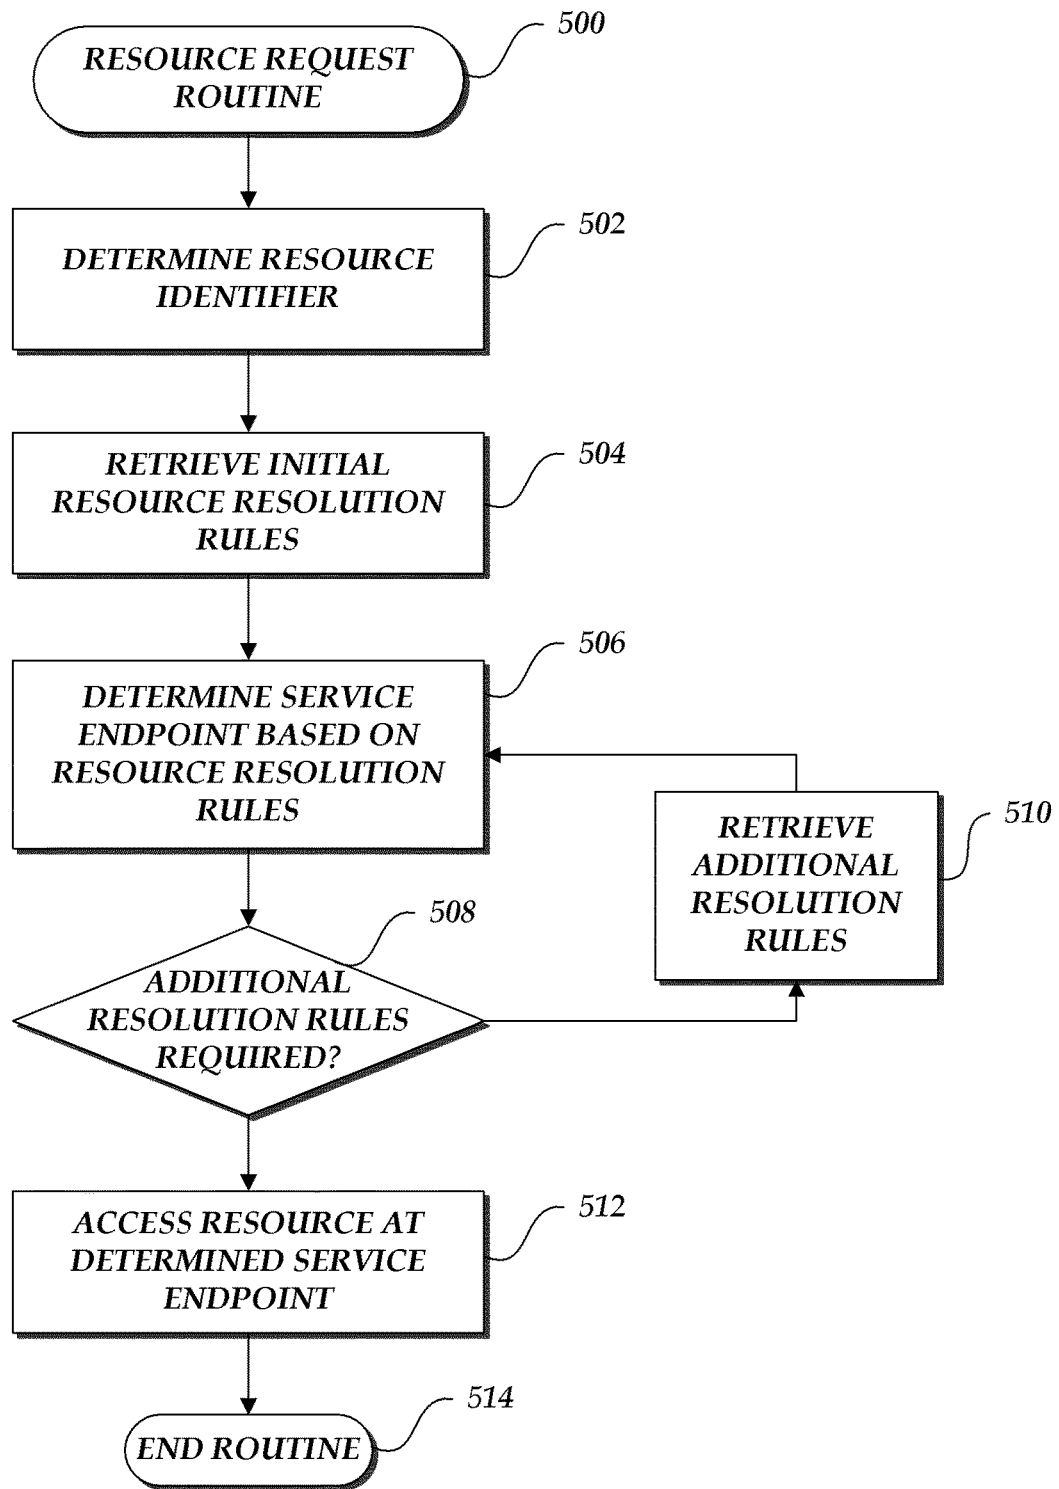 500
RESOURCE REQUEST
ROUTINE
502
DETERMINE RESOURCE
IDENTIFIER
504
RETRIEVE INITIAL
RESOURCE RESOLUTION
RULES
506
DETERMINE SERVICE
ENDPOINT BASED ON
RESOURCE RESOLUTION
RULES
510
RETRIEVE
ADDITIONAL
RESOLUTION
RULES
508
ADDITIONAL
RESOLUTION RULES
REQUIRED?
512
ACCESS RESOURCE AT
DETERMINED SERVICE
ENDPOINT
514
END ROUTINE